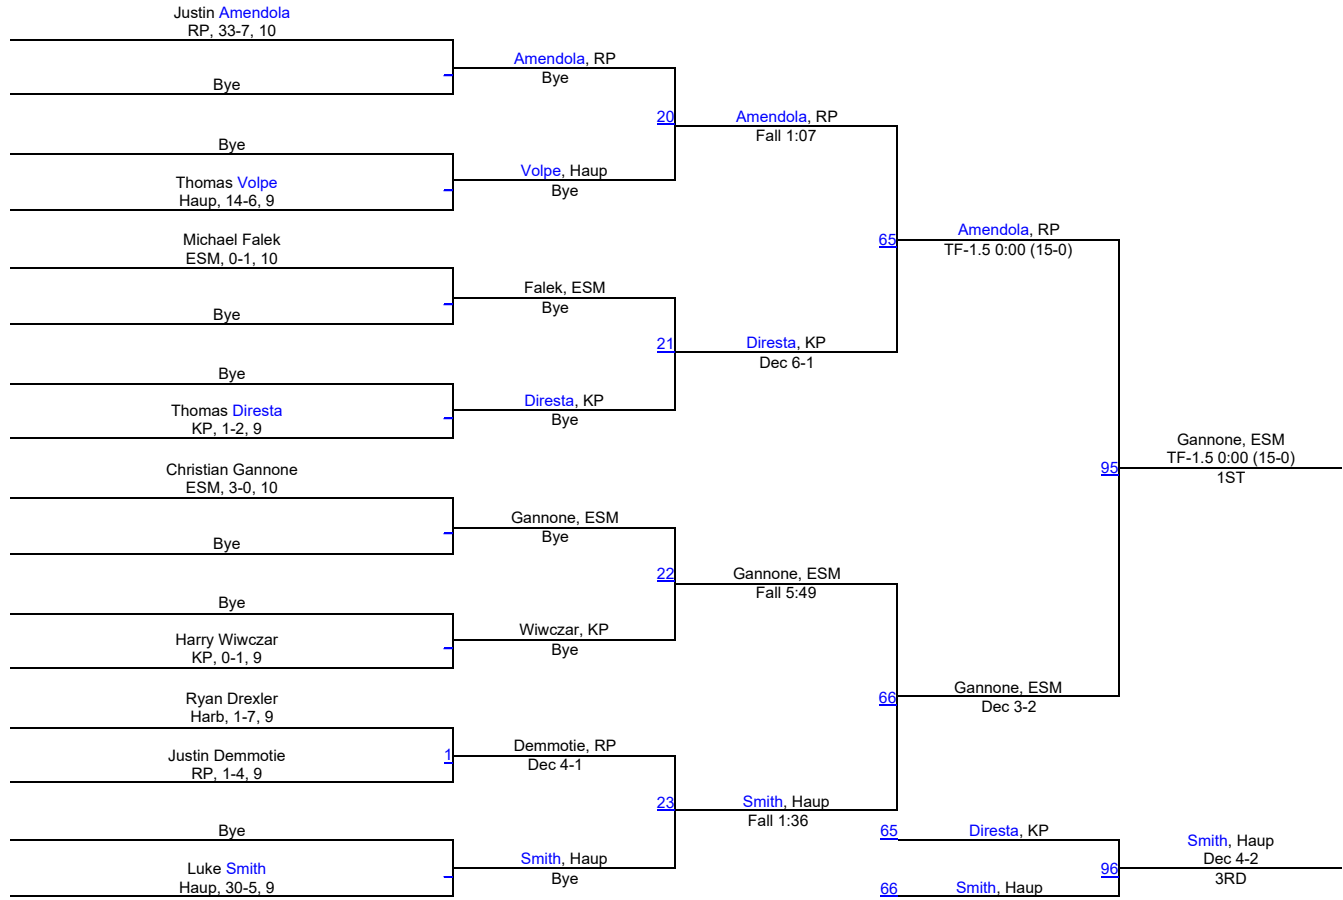 Justin Amendola
RP, 33-7, 10
Bye
Bye
Thomas Volpe
Haup, 14-6, 9
Michael Falek
ESM, 0-1, 10
Bye
Bye
Thomas Diresta
KP, 1-2, 9
Christian Gannone
ESM, 3-0, 10
Bye
Bye
Harry Wiwczar
KP, 0-1, 9
Ryan Drexler
Harb, 1-7, 9
Justin Demmotie
RP, 1-4, 9
Bye
Luke Smith
Haup, 30-5, 9
1
Amendola, RP
Bye
Volpe, Haup
Bye
Falek, ESM
Bye
Diresta, KP
Bye
Gannone, ESM
Bye
Wiwczar, KP
Bye
Demmotie, RP
Dec 4-1
Smith, Haup
Bye
20
21
22
23
Amendola, RP
Fall 1:07
Diresta, KP
Dec 6-1
Gannone, ESM
Fall 5:49
Smith, Haup
Fall 1:36
65
66
Amendola, RP
TF-1.5 0:00 (15-0)
Gannone, ESM
Dec 3-2
95
Gannone, ESM
TF-1.5 0:00 (15-0)
1ST
65
Diresta, KP
66
Smith, Haup
96
Smith, Haup
Dec 4-2
3RD